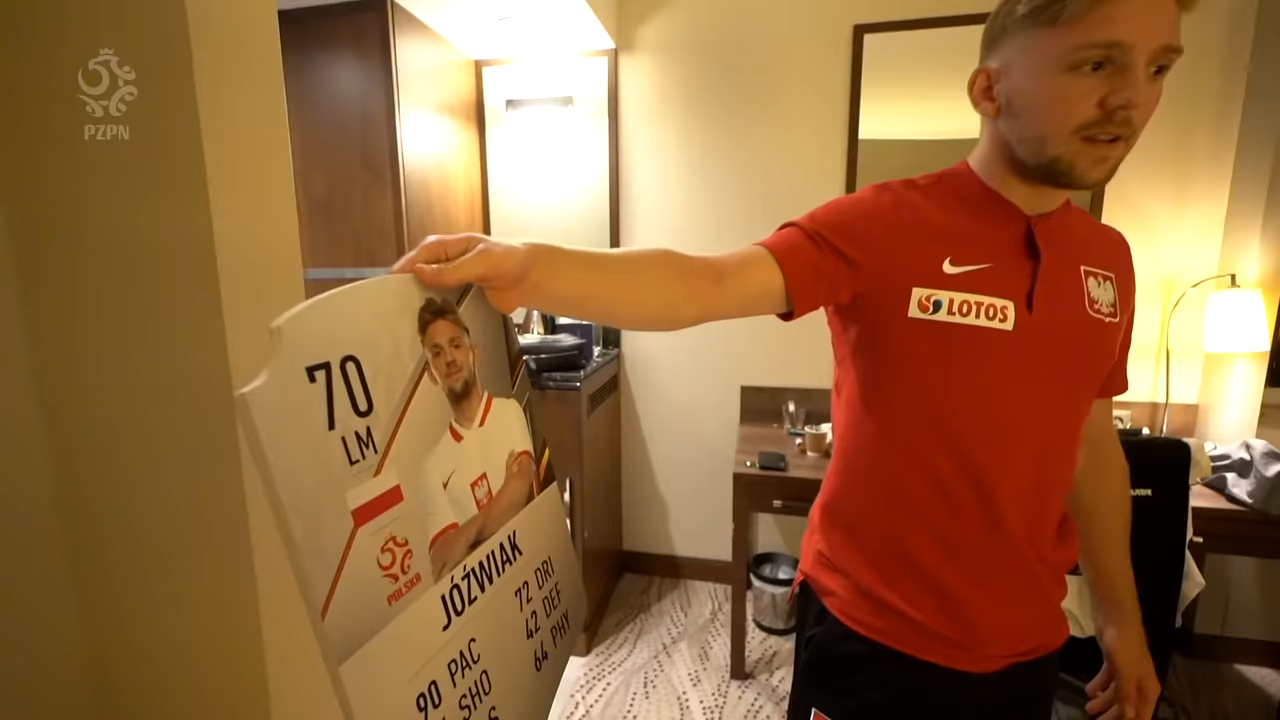 PZPN
LOTOS
70
LM
POLSKA
JÓŹWIAK
90 PAC
SHO
72 DRI
42 DEF
64 PHY